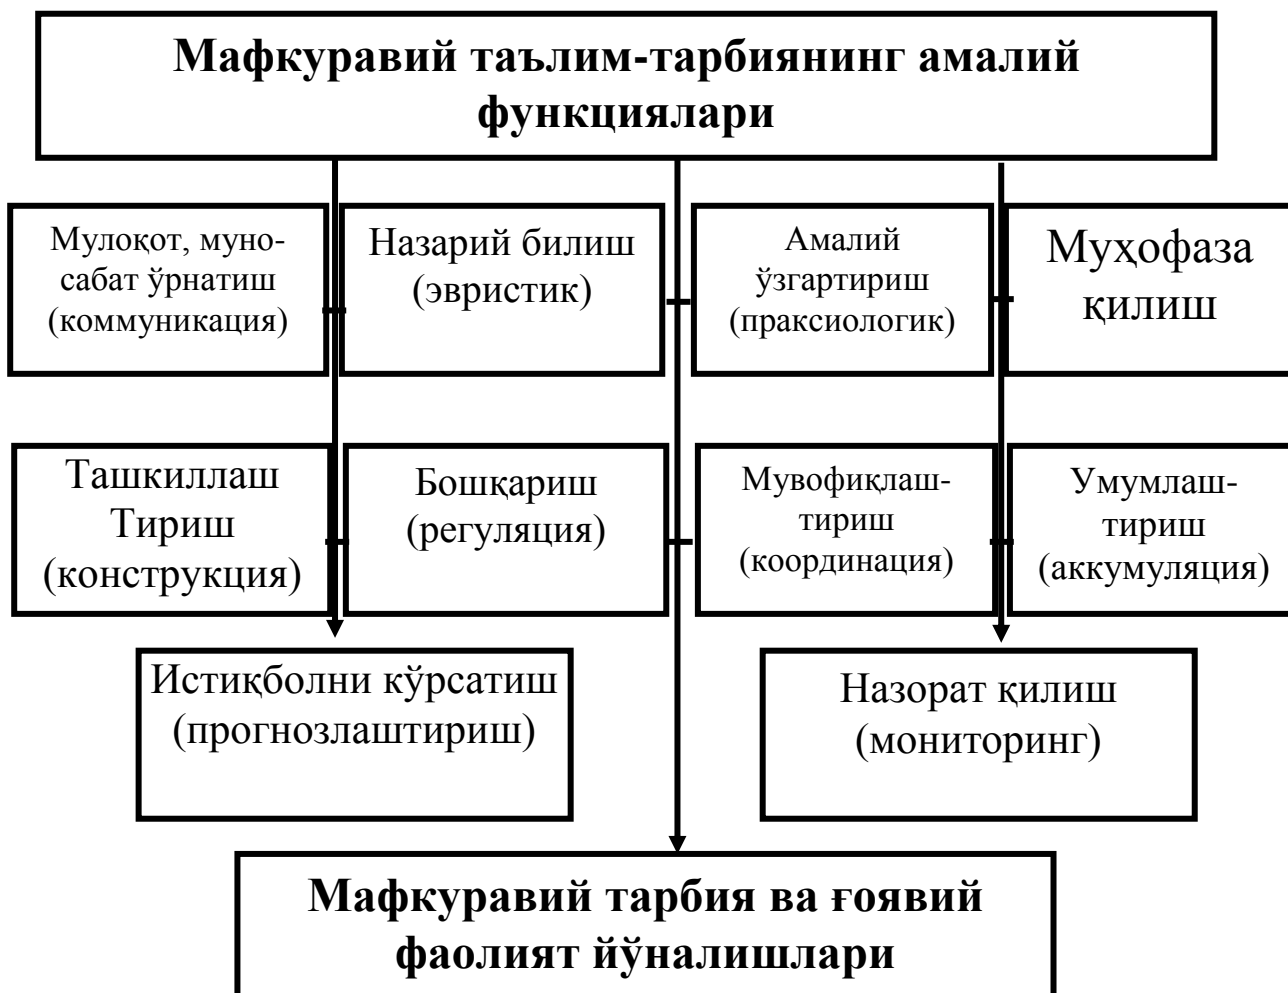 Мафкуравий таълим-тарбиянинг амалий
функциялари
Мулоқот, муно-
сабат ўрнатиш
(коммуникация)
Назарий билиш
(эвристик)
Амалий
ўзгартириш
(праксиологик)
Муҳофаза
қилиш
Ташкиллаш
Тириш
(конструкция)
Бошқариш
(регуляция)
Мувофиқлаш-
тириш
(координация)
Умумлаш-
тириш
(аккумуляция)
Истиқболни кўрсатиш
(прогнозлаштириш)
Назорат қилиш
(мониторинг)
Мафкуравий тарбия ва ғоявий
фаолият йўналишлари